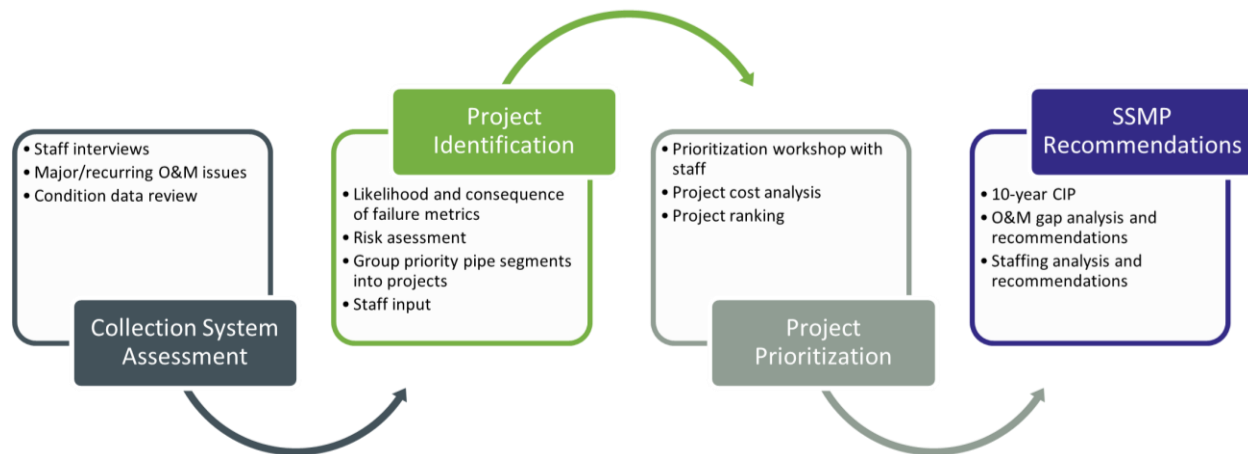 • Staff interviews
• Major/recurring O&M issues
• Condition data review
Collection System
Assessment
Project
Identification
• Likelihood and consequence
of failure metrics
• Risk asessment
• Group priority pipe segments
into projects
• Staff input
• Prioritization workshop with
staff
• Project cost analysis
• Project ranking
Project
Prioritization
SSMP
Recommendations
• 10-year CIP
• O&M gap analysis and
recommendations
• Staffing analysis and
recommendations